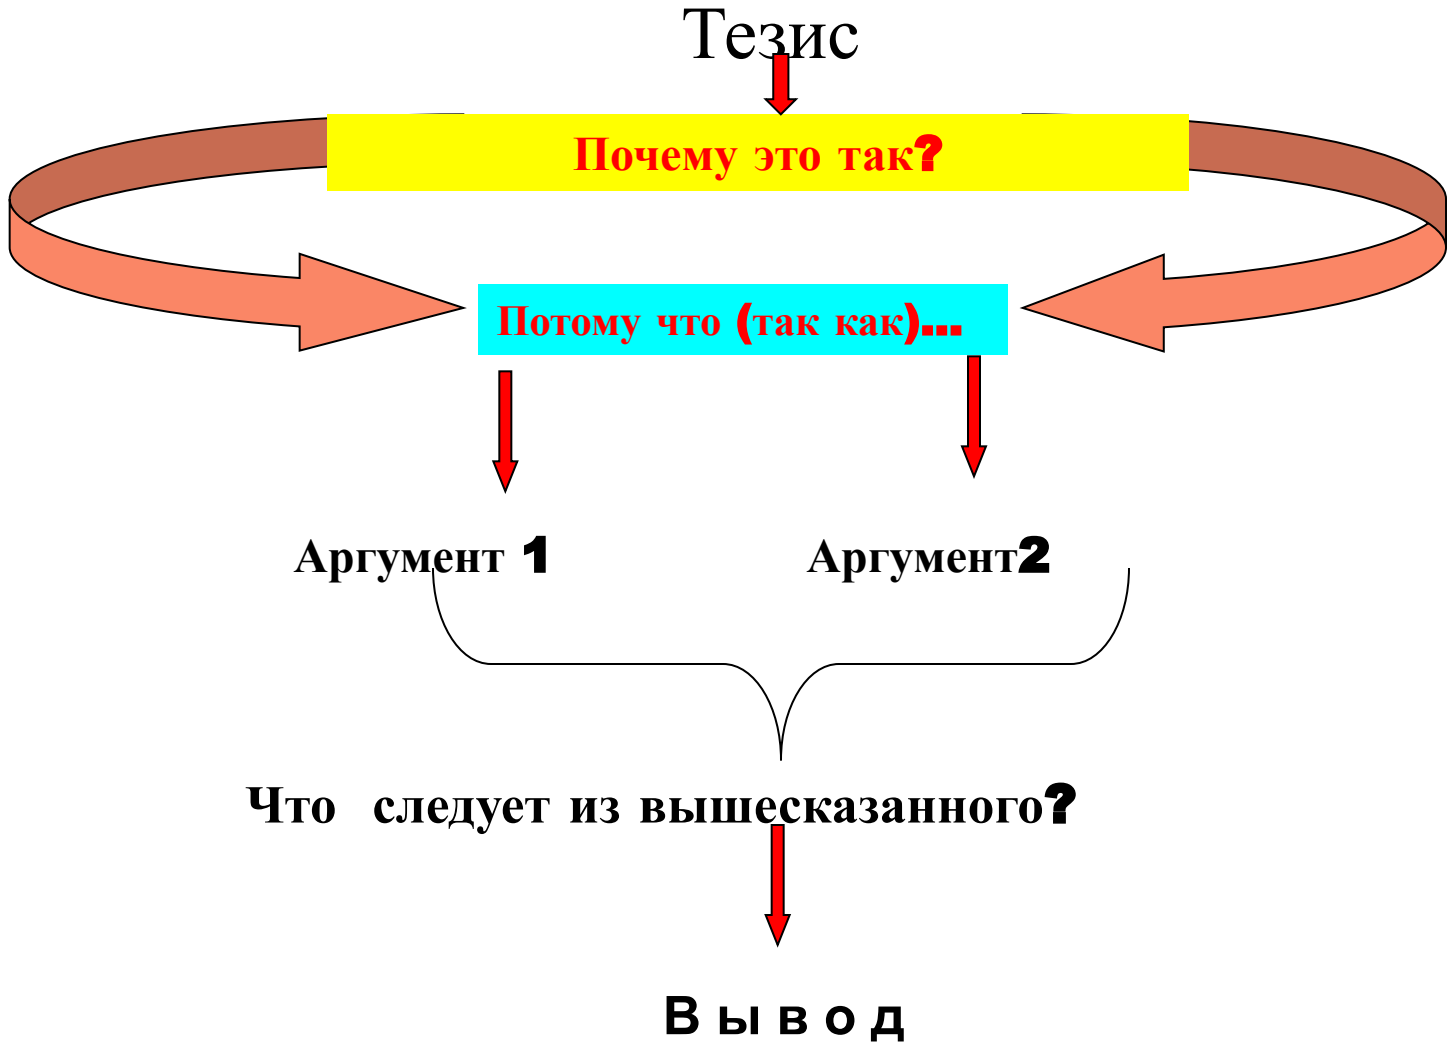 Тезис
Почему это так?
Потому что (так как)...
Аргумент 1 Аргумент2
Что следует из вышесказанного?
В ы в о д